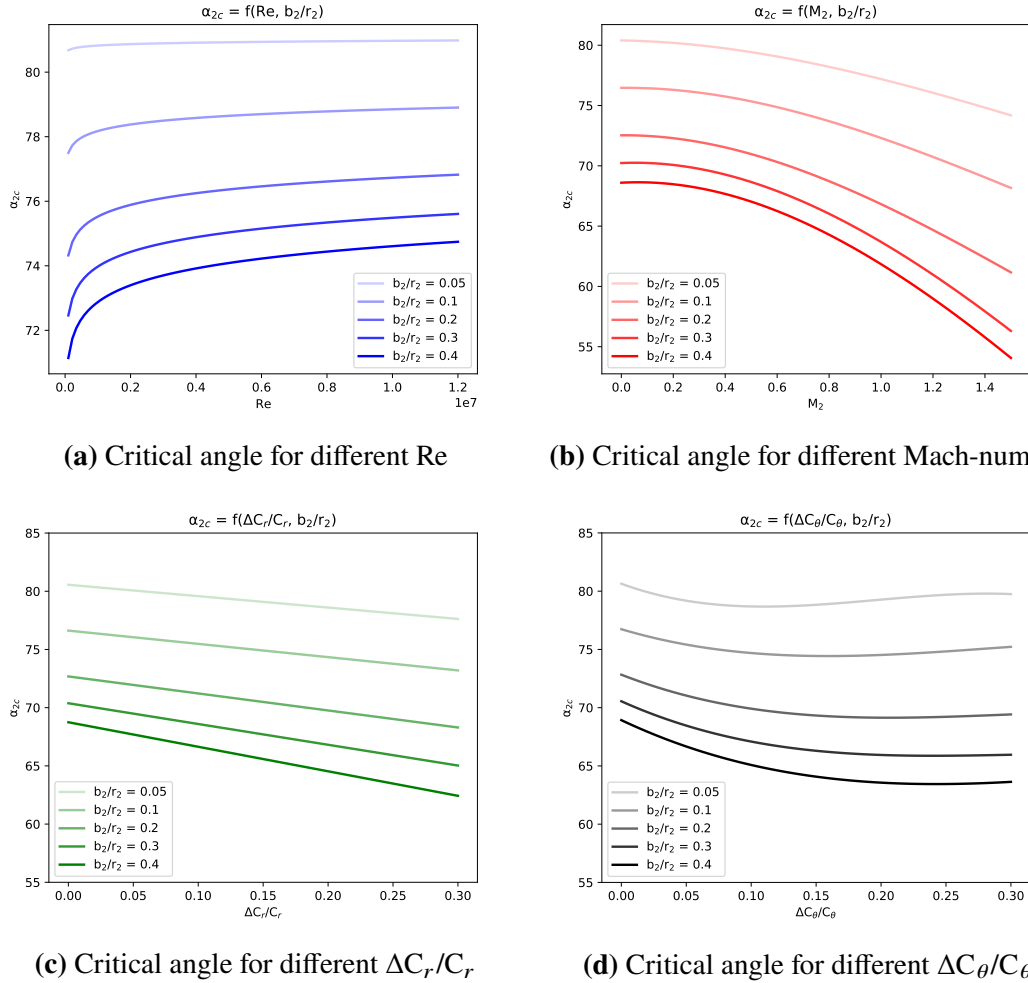 α₂c = f(Re, b₂/r₂)
80
78
76
74
72
α₂c
b₂/r₂ = 0.05
b₂/r₂ = 0.1
b₂/r₂ = 0.2
b₂/r₂ = 0.3
b₂/r₂ = 0.4
0.0 0.2 0.4 0.6 0.8 1.0 1.2
1e7
Re
(a) Critical angle for different Re
α₂c = f(M₂, b₂/r₂)
80
75
70
65
60
55
α₂c
b₂/r₂ = 0.05
b₂/r₂ = 0.1
b₂/r₂ = 0.2
b₂/r₂ = 0.3
b₂/r₂ = 0.4
0.0 0.2 0.4 0.6 0.8 1.0 1.2 1.4
M₂
(b) Critical angle for different Mach-num
α₂c = f(ΔCᵣ/Cᵣ, b₂/r₂)
85
80
75
70
65
60
55
α₂c
b₂/r₂ = 0.05
b₂/r₂ = 0.1
b₂/r₂ = 0.2
b₂/r₂ = 0.3
b₂/r₂ = 0.4
0.00 0.05 0.10 0.15 0.20 0.25 0.30
ΔCᵣ/Cᵣ
(c) Critical angle for different ΔCᵣ/Cᵣ
α₂c = f(ΔCθ/Cθ, b₂/r₂)
85
80
75
70
65
60
55
α₂c
b₂/r₂ = 0.05
b₂/r₂ = 0.1
b₂/r₂ = 0.2
b₂/r₂ = 0.3
b₂/r₂ = 0.4
0.00 0.05 0.10 0.15 0.20 0.25 0.30
ΔCθ/Cθ
(d) Critical angle for different ΔCθ/Cθ